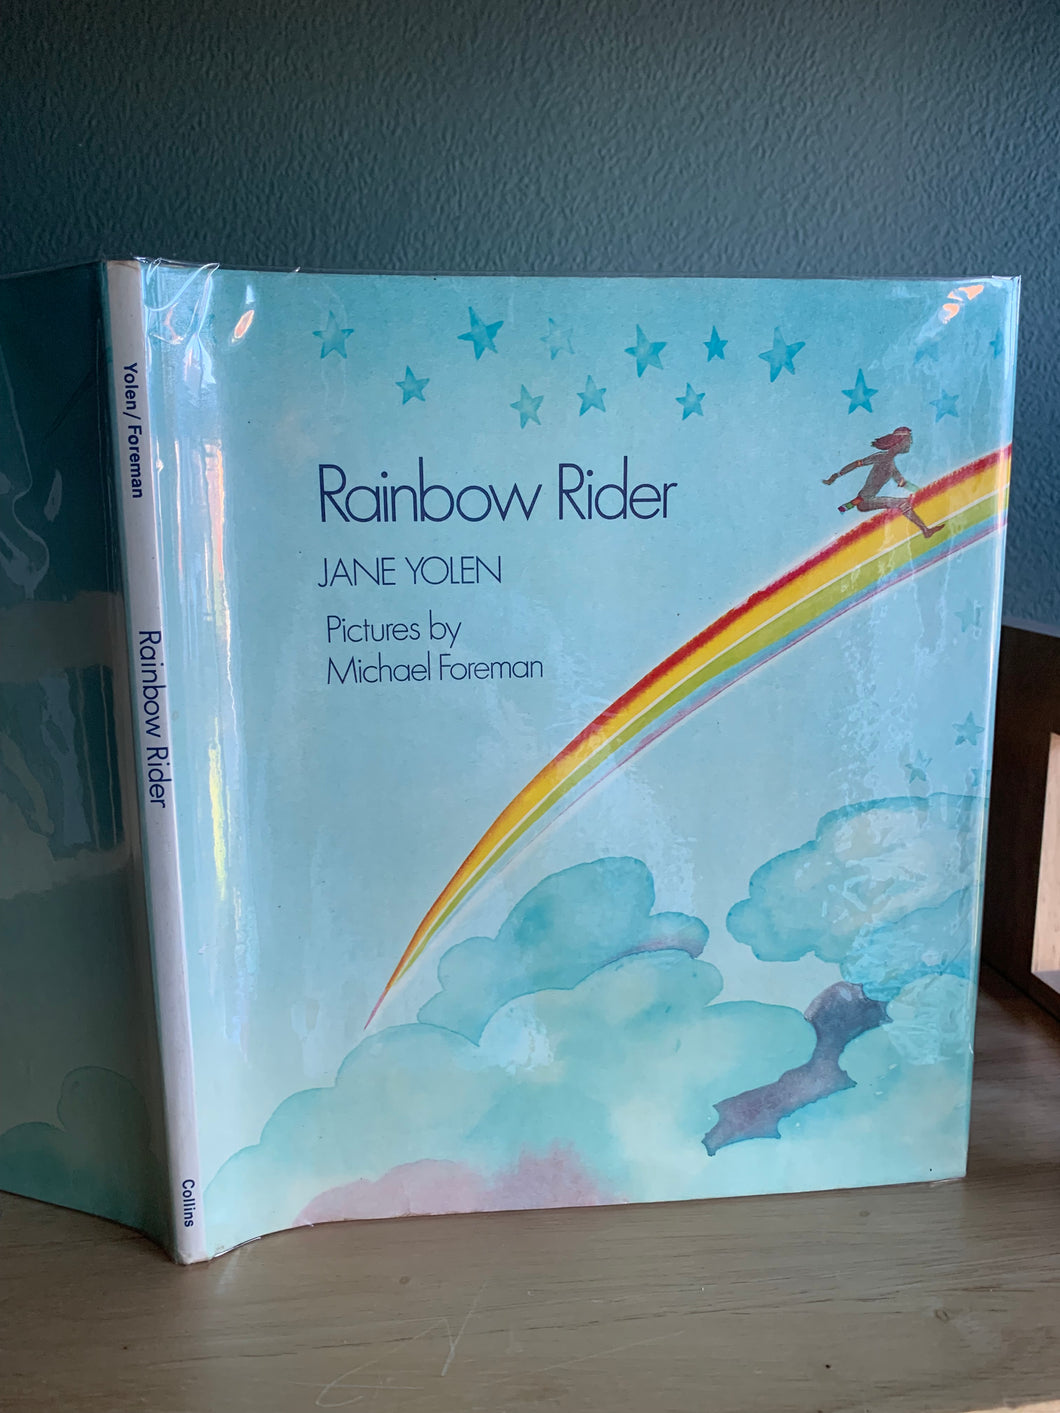 Yolen/Foreman
Rainbow Rider
Collins
Rainbow Rider
JANE YOLEN
Pictures by
Michael Foreman